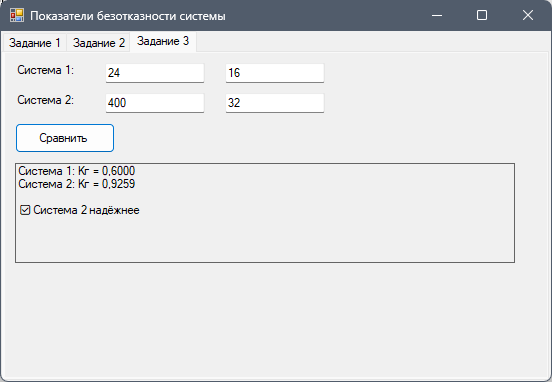 Показатели безотказности системы
Задание 1 Задание 2 Задание 3
Система 1: 24 16
Система 2: 400 32
Сравнить
Система 1: Кг = 0,6000
Система 2: Кг = 0,9259
Система 2 надёжнее